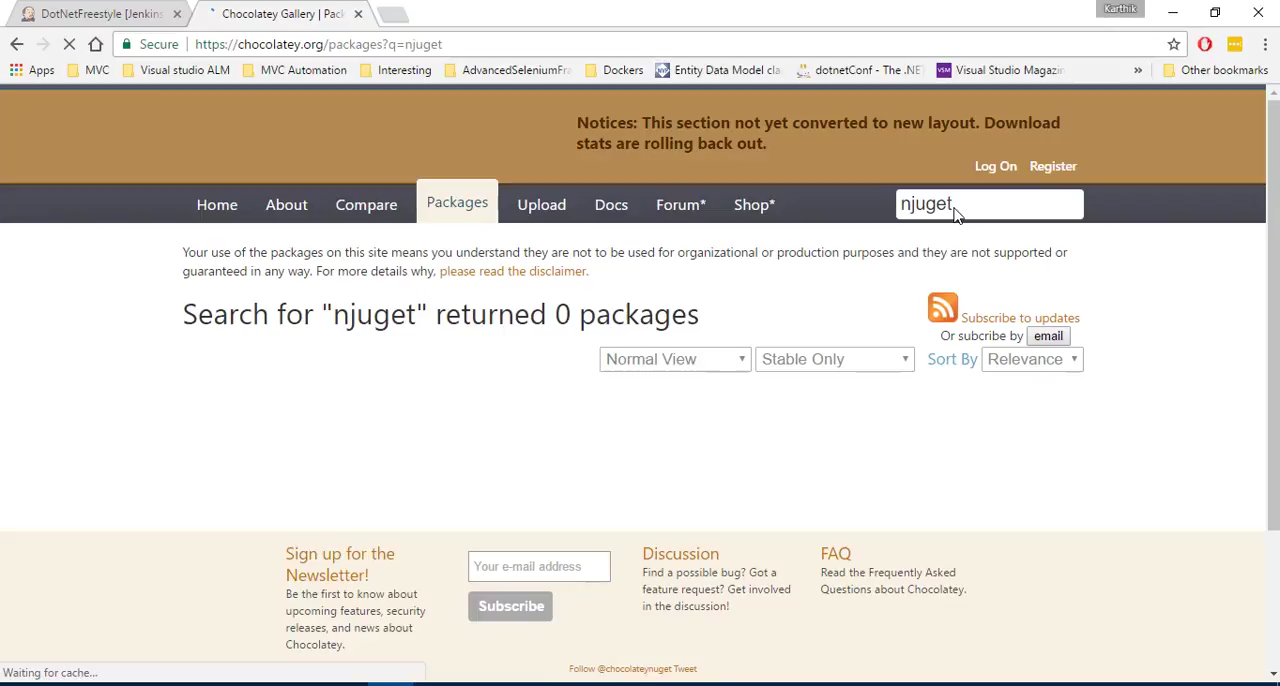 DotNetFreestyle [Jenkins
Chocolatey Gallery | Pack
Karthik
Secure
https://chocolatey.org/packages?q=njuget
Apps
MVC
Visual studio ALM
MVC Automation
Interesting
AdvancedSeleniumFra
Dockers
Entity Data Model cla
dotnetConf - The .NET
VSM
Visual Studio Magazin
»
Other bookmarks
Notices: This section not yet converted to new layout. Download
stats are rolling back out.
Log On
Register
Home
About
Compare
Packages
Upload
Docs
Forum*
Shop*
njuget
Your use of the packages on this site means you understand they are not to be used for organizational or production purposes and they are not supported or
guaranteed in any way. For more details why, please read the disclaimer.
Search for "njuget" returned 0 packages
Subscribe to updates
Or subcribe by email
Normal View
Stable Only
Sort By
Relevance
Sign up for the
Newsletter!
Be the first to know about
upcoming features, security
releases, and news about
Chocolatey.
Your e-mail address
Subscribe
Discussion
Find a possible bug? Got a
feature request? Get involved
in the discussion!
FAQ
Read the Frequently Asked
Questions about Chocolatey.
Follow @chocolateynuget Tweet
Waiting for cache...